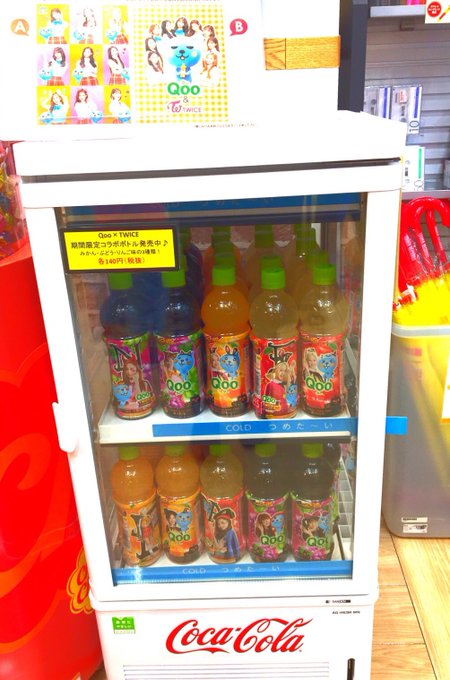 A
B
Qoo
&
TWICE
Qoo×TWICE
期間限定コラボボトル発売中♪
みかん・ぶどう・りんご味の3種類！
各140円(税抜)
Qoo
Qoo
Qoo
Qoo
COLD つめた〜い
Qoo
Qoo
Qoo
COLD つめた〜い
Coca-Cola